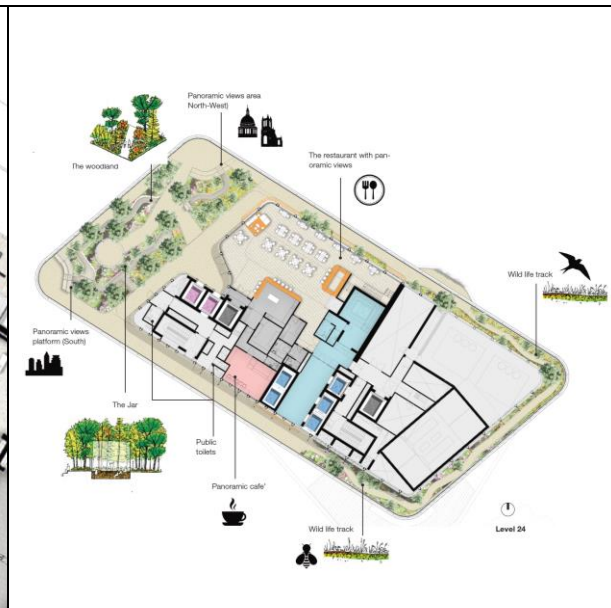 Panoramic views area
North-West)
The woodland
The restaurant with pan-
oramic views
Wild life track
Panoramic views
platform (South)
The Jar
Public
toilets
Panoramic cafe'
Wild life track
Level 24